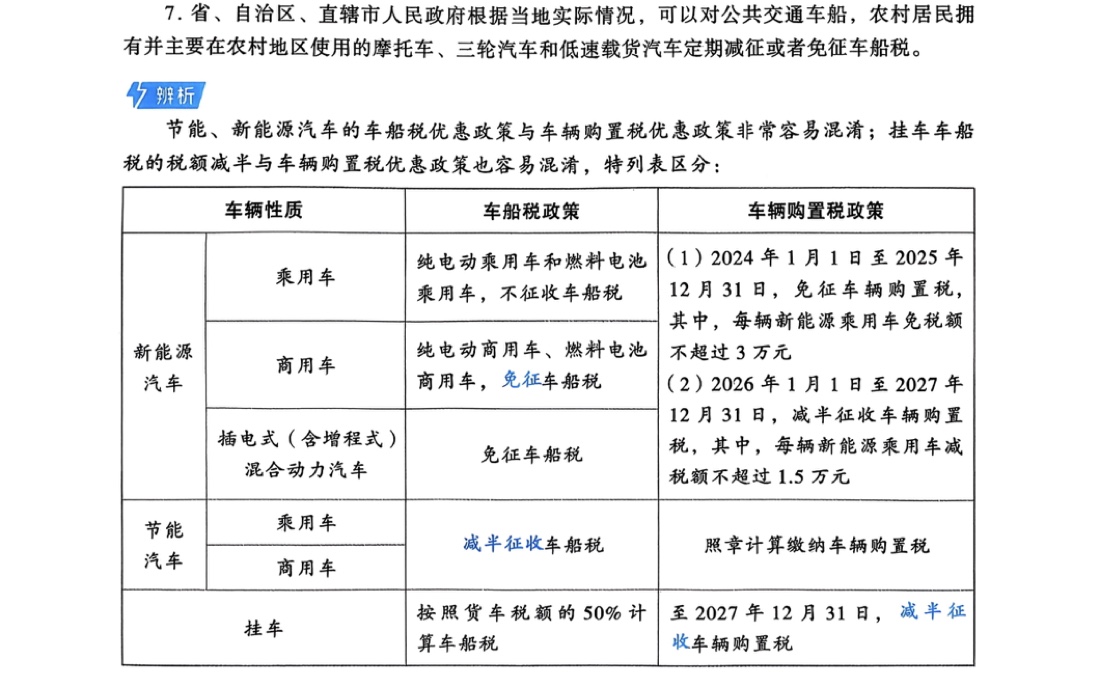 7. 省、自治区、直辖市人民政府根据当地实际情况，可以对公共交通车船，农村居民拥
有并主要在农村地区使用的摩托车、三轮汽车和低速载货汽车定期减征或者免征车船税。
辨析
节能、新能源汽车的车船税优惠政策与车辆购置税优惠政策非常容易混淆；挂车车船
税的税额减半与车辆购置税优惠政策也容易混淆，特列表区分：
车辆性质
车船税政策
车辆购置税政策
新能源
汽车
乘用车
纯电动乘用车和燃料电池
乘用车，不征收车船税
商用车
纯电动商用车、燃料电池
商用车，免征车船税
插电式（含增程式）
混合动力汽车
免征车船税
（1）2024 年 1 月 1 日至 2025 年
12 月 31 日，免征车辆购置税，
其中，每辆新能源乘用车免税额
不超过 3 万元
（2）2026 年 1 月 1 日至 2027 年
12 月 31 日，减半征收车辆购置
税，其中，每辆新能源乘用车减
税额不超过 1.5 万元
节能
汽车
乘用车
商用车
减半征收车船税
照章计算缴纳车辆购置税
挂车
按照货车税额的 50% 计
算车船税
至 2027 年 12 月 31 日，减半征
收车辆购置税